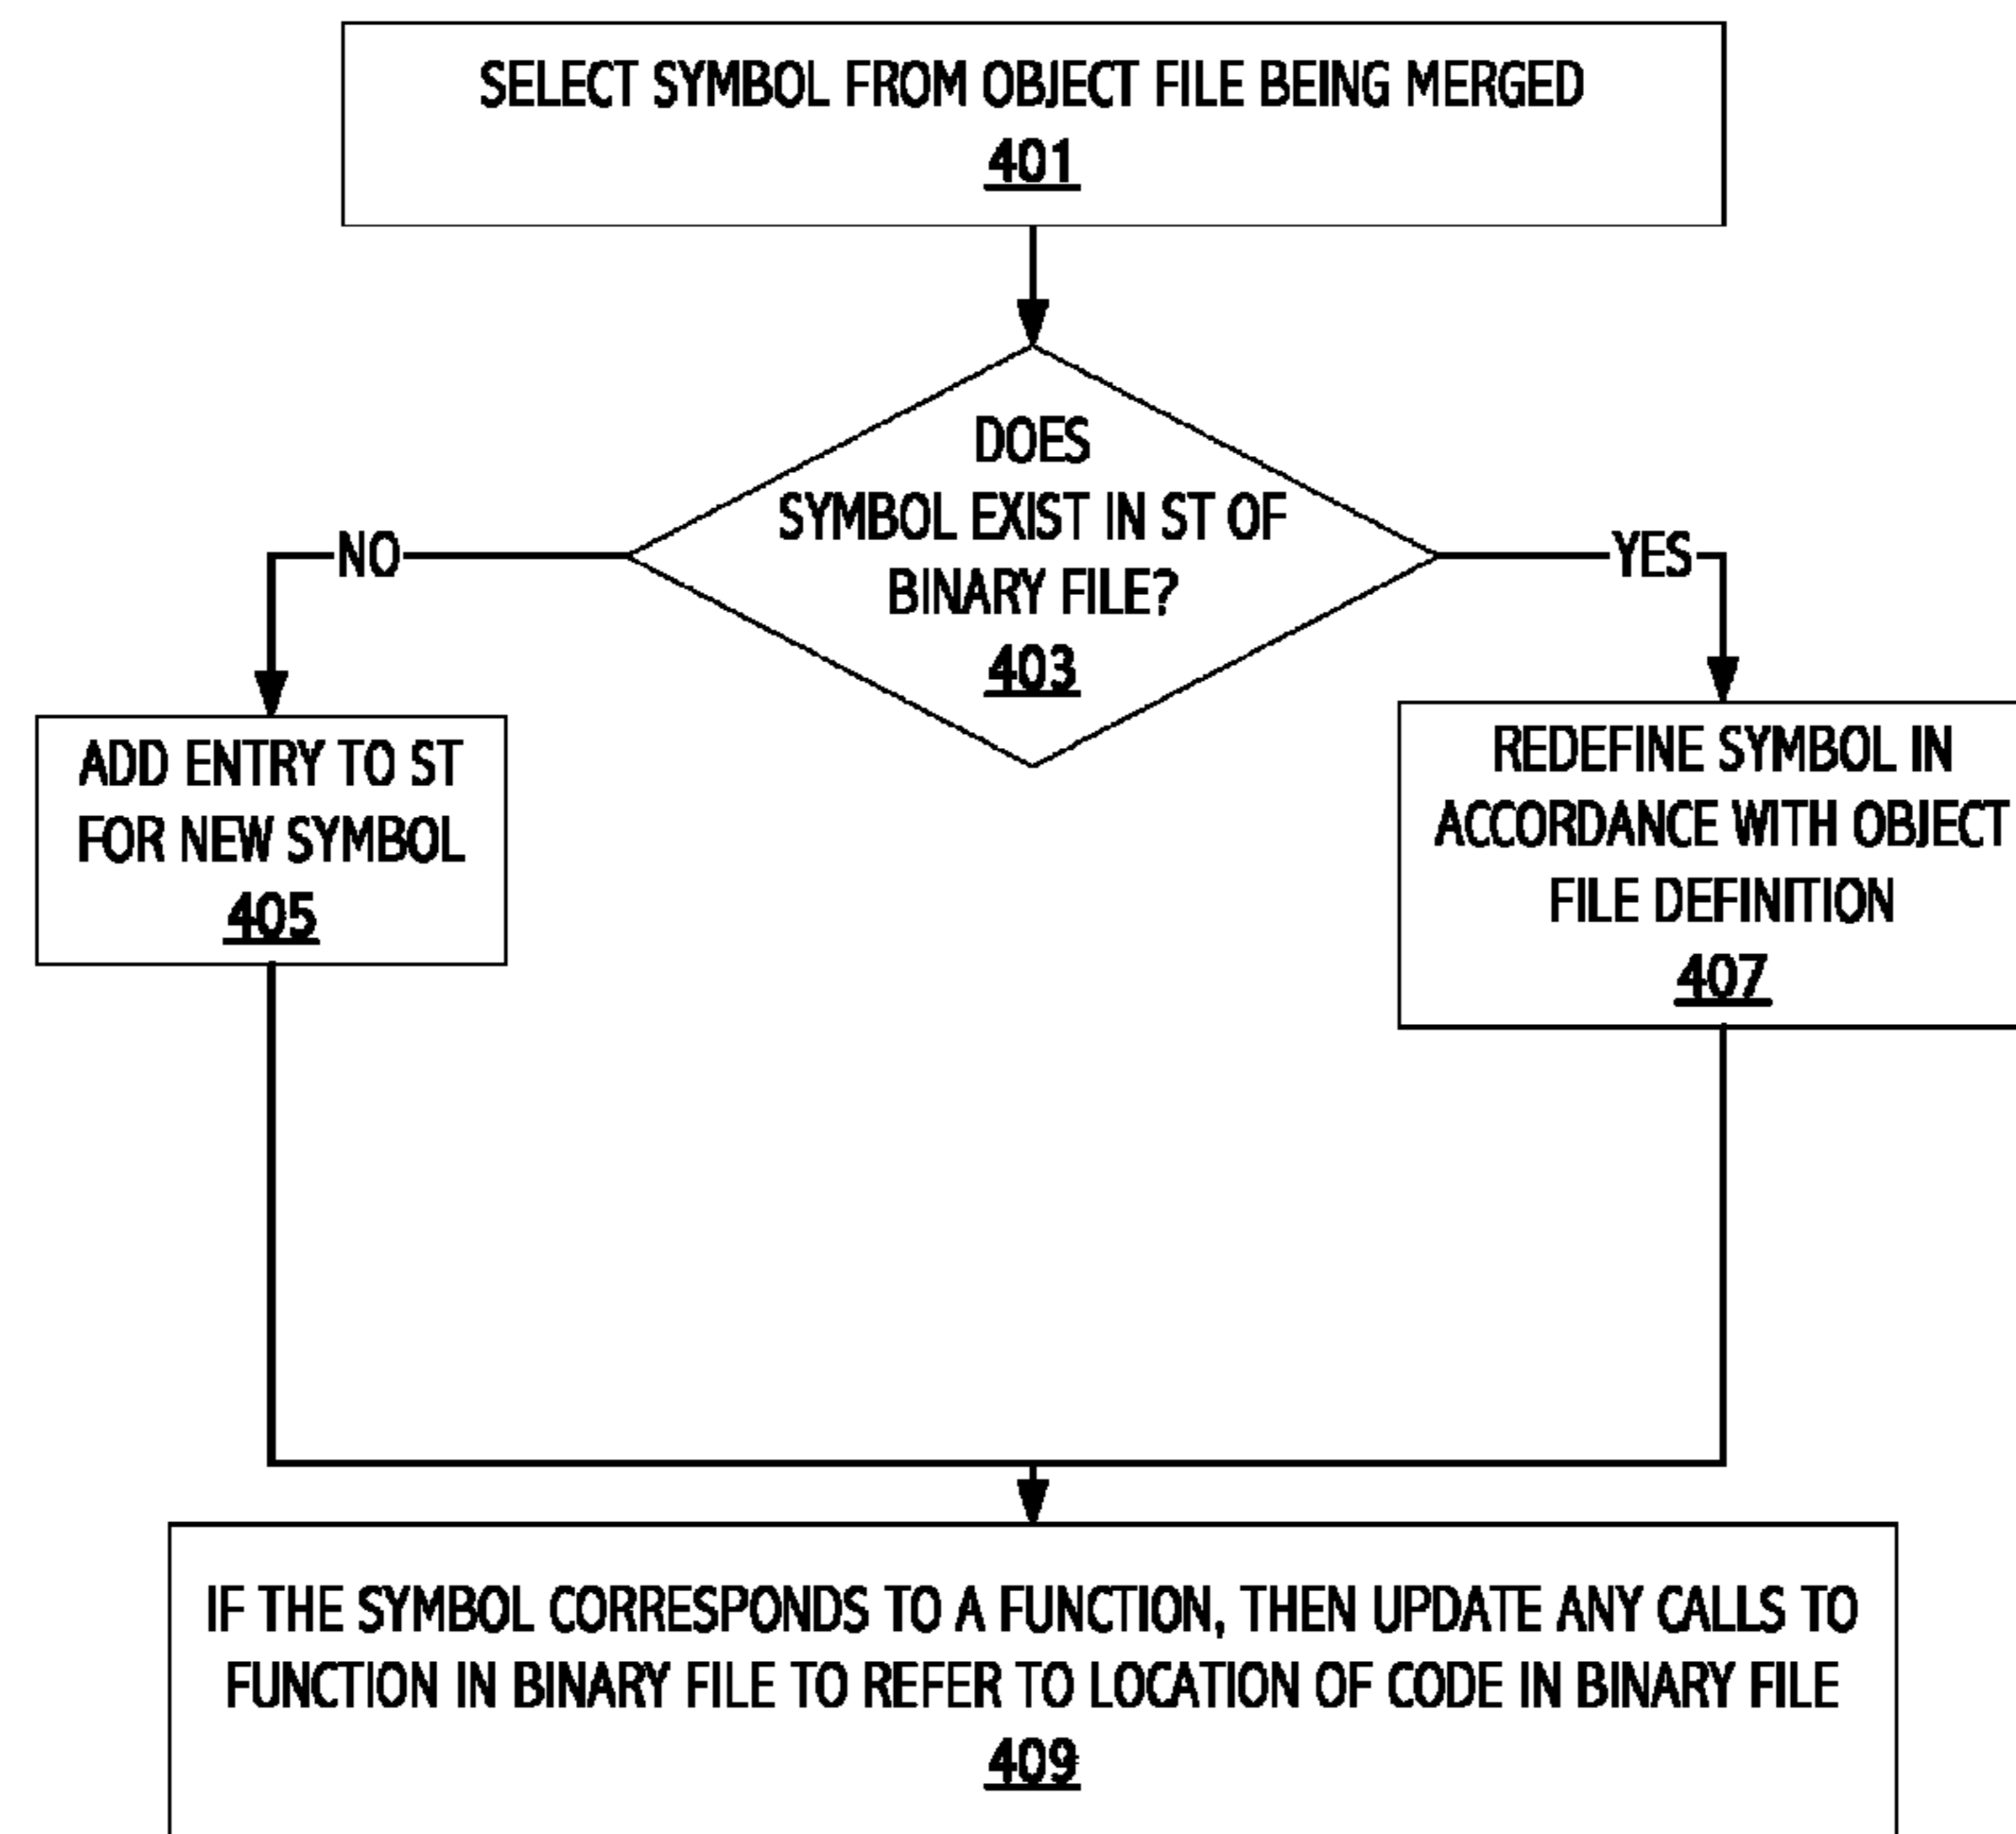 SELECT SYMBOL FROM OBJECT FILE BEING MERGED
401
DOES
SYMBOL EXIST IN ST OF
BINARY FILE?
403
NO
YES
ADD ENTRY TO ST
FOR NEW SYMBOL
405
REDEFINE SYMBOL IN
ACCORDANCE WITH OBJECT
FILE DEFINITION
407
IF THE SYMBOL CORRESPONDS TO A FUNCTION, THEN UPDATE ANY CALLS TO
FUNCTION IN BINARY FILE TO REFER TO LOCATION OF CODE IN BINARY FILE
409